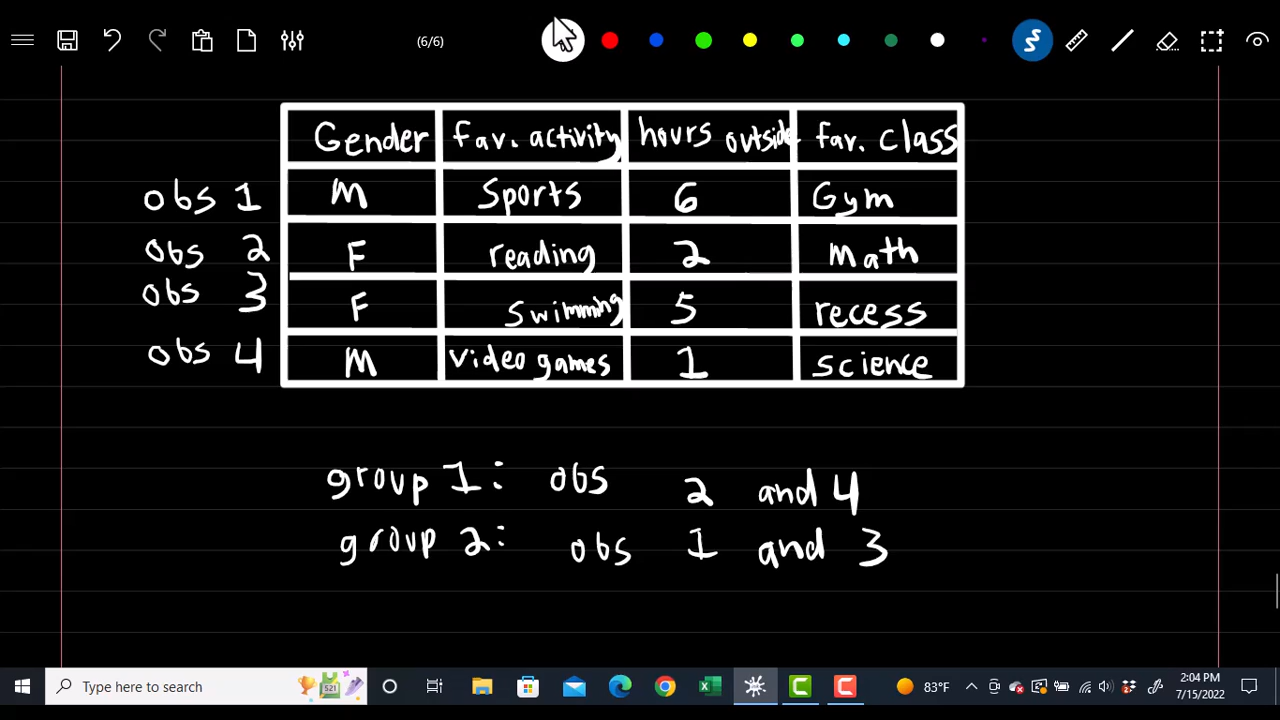 (6/6)
Gender fav. activity hours outside fav. class
obs 1 M Sports 6 Gym
obs 2 F reading 2 Math
obs 3 F swimming 5 recess
obs 4 M video games 1 science
group 1: obs 2 and 4
group 2: obs 1 and 3
Type here to search 521 83°F 2:04 PM
7/15/2022